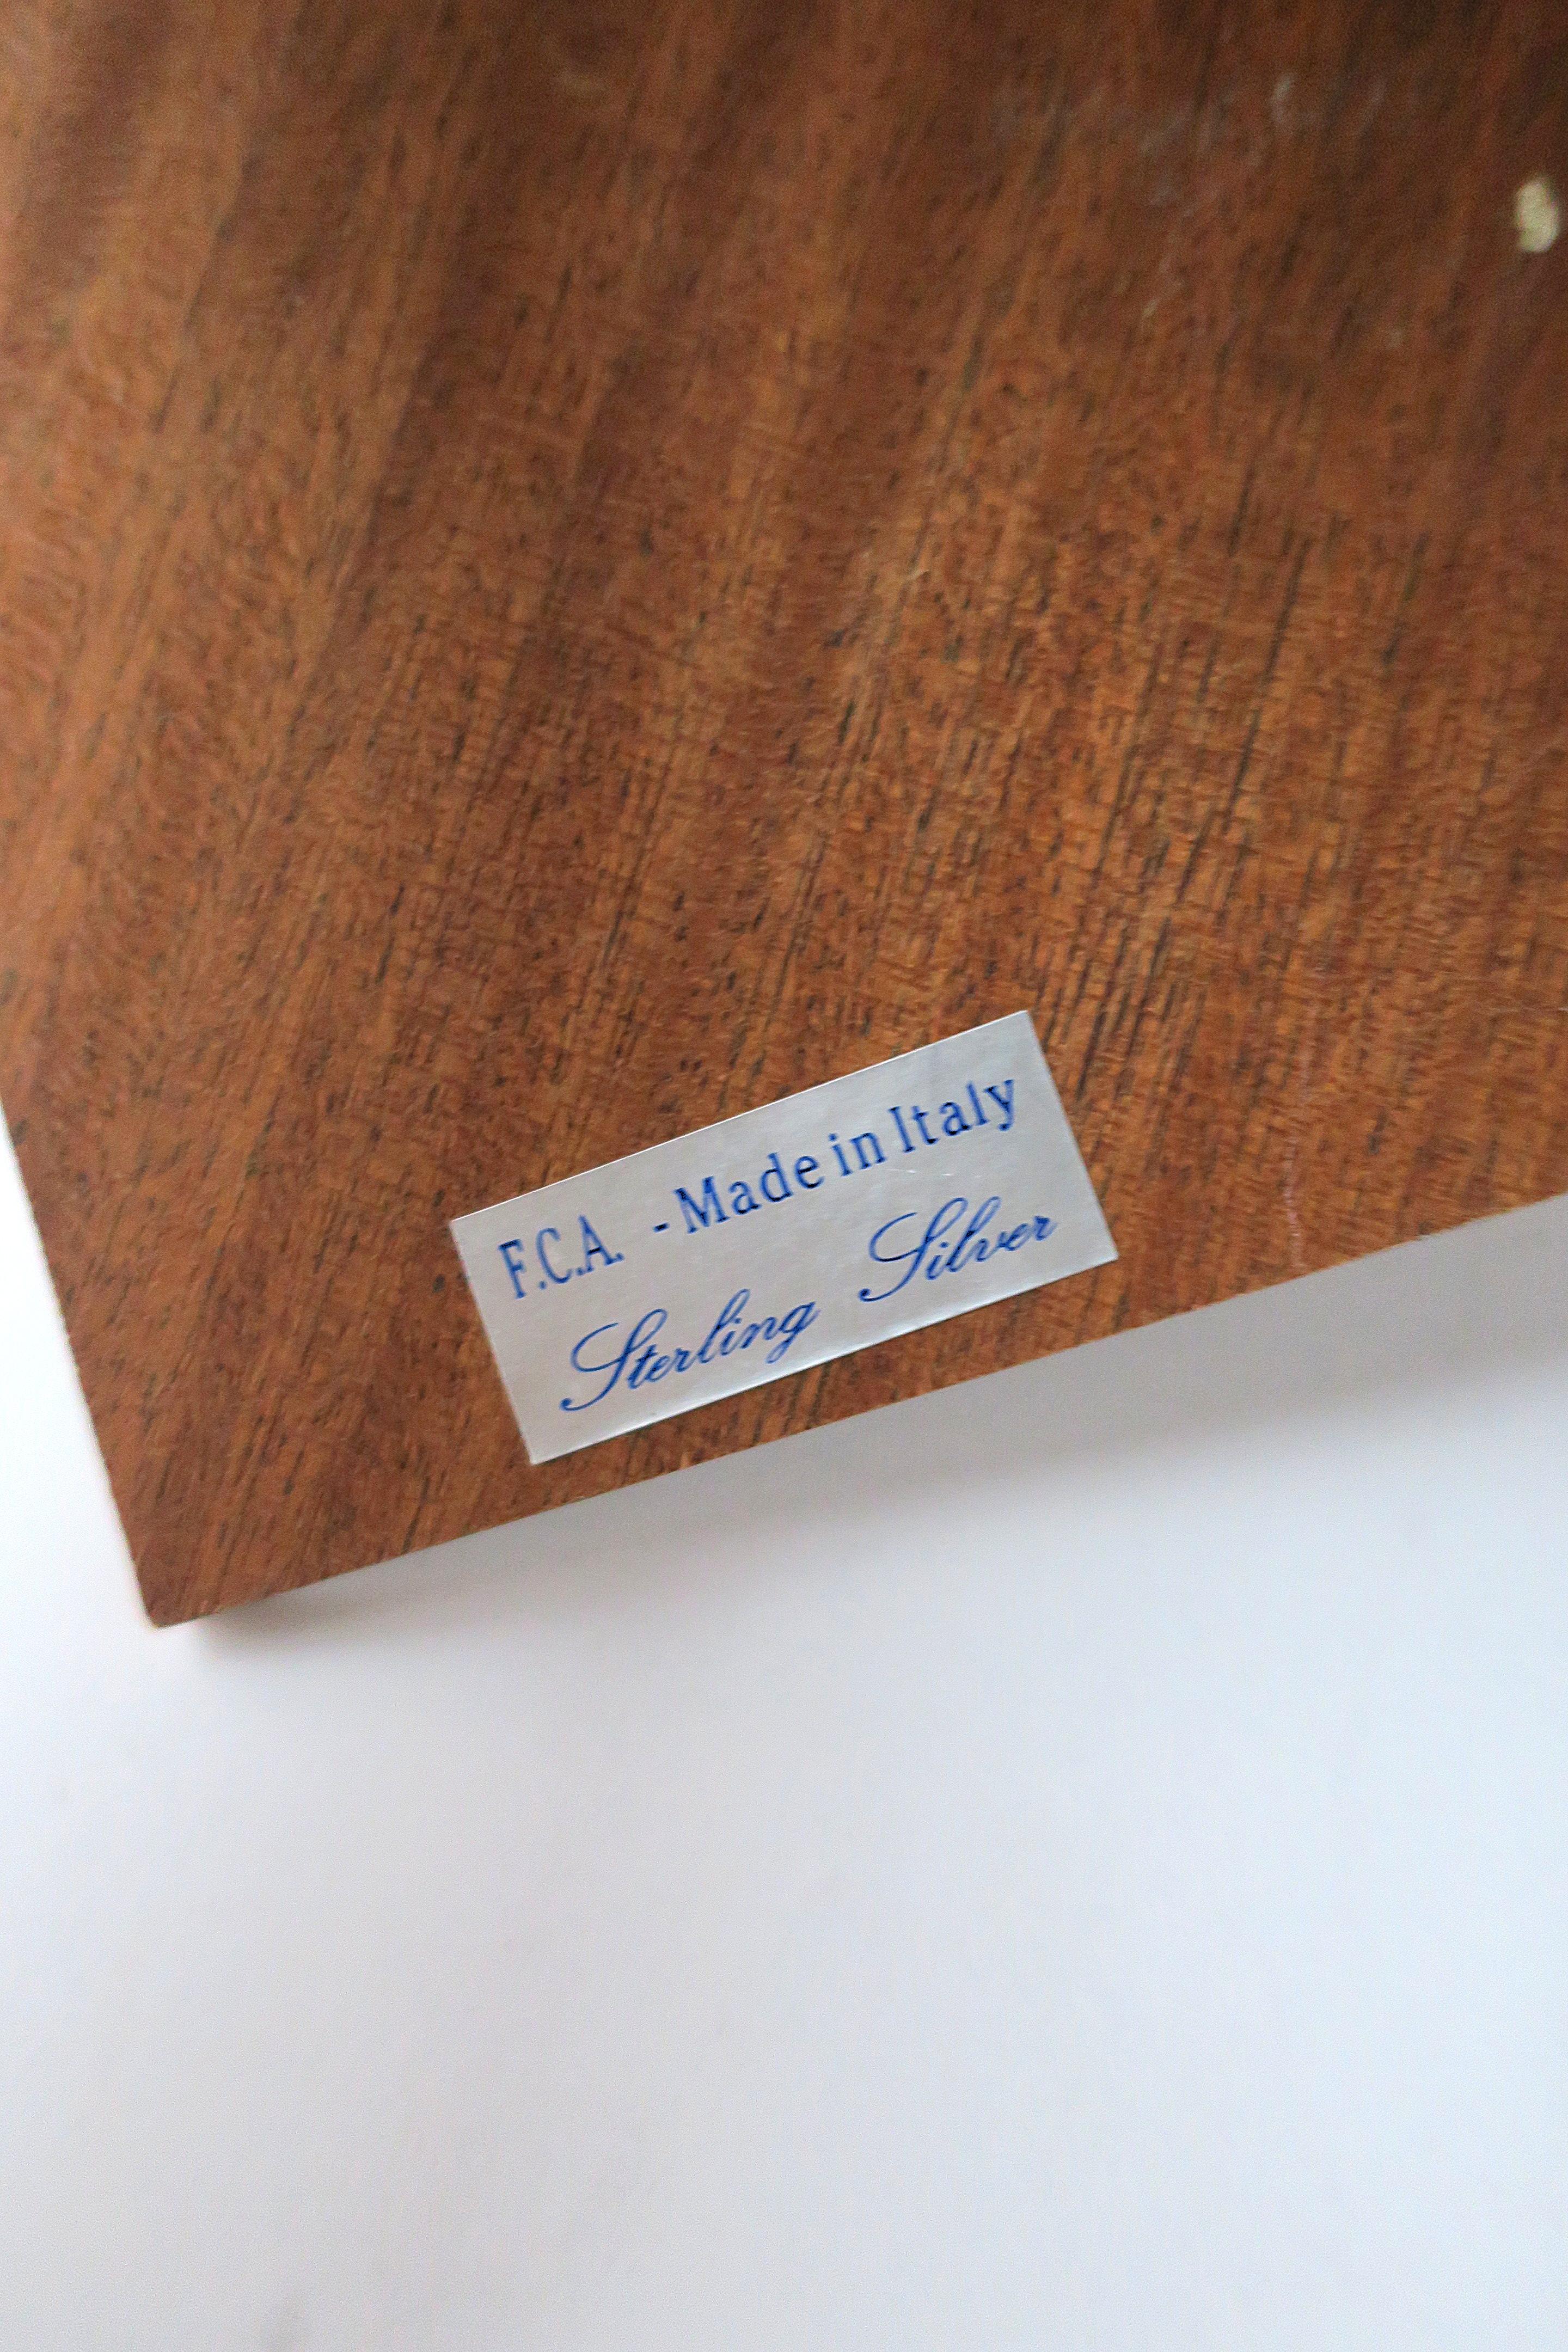 F.C.A. - Made in Italy
Sterling Silver